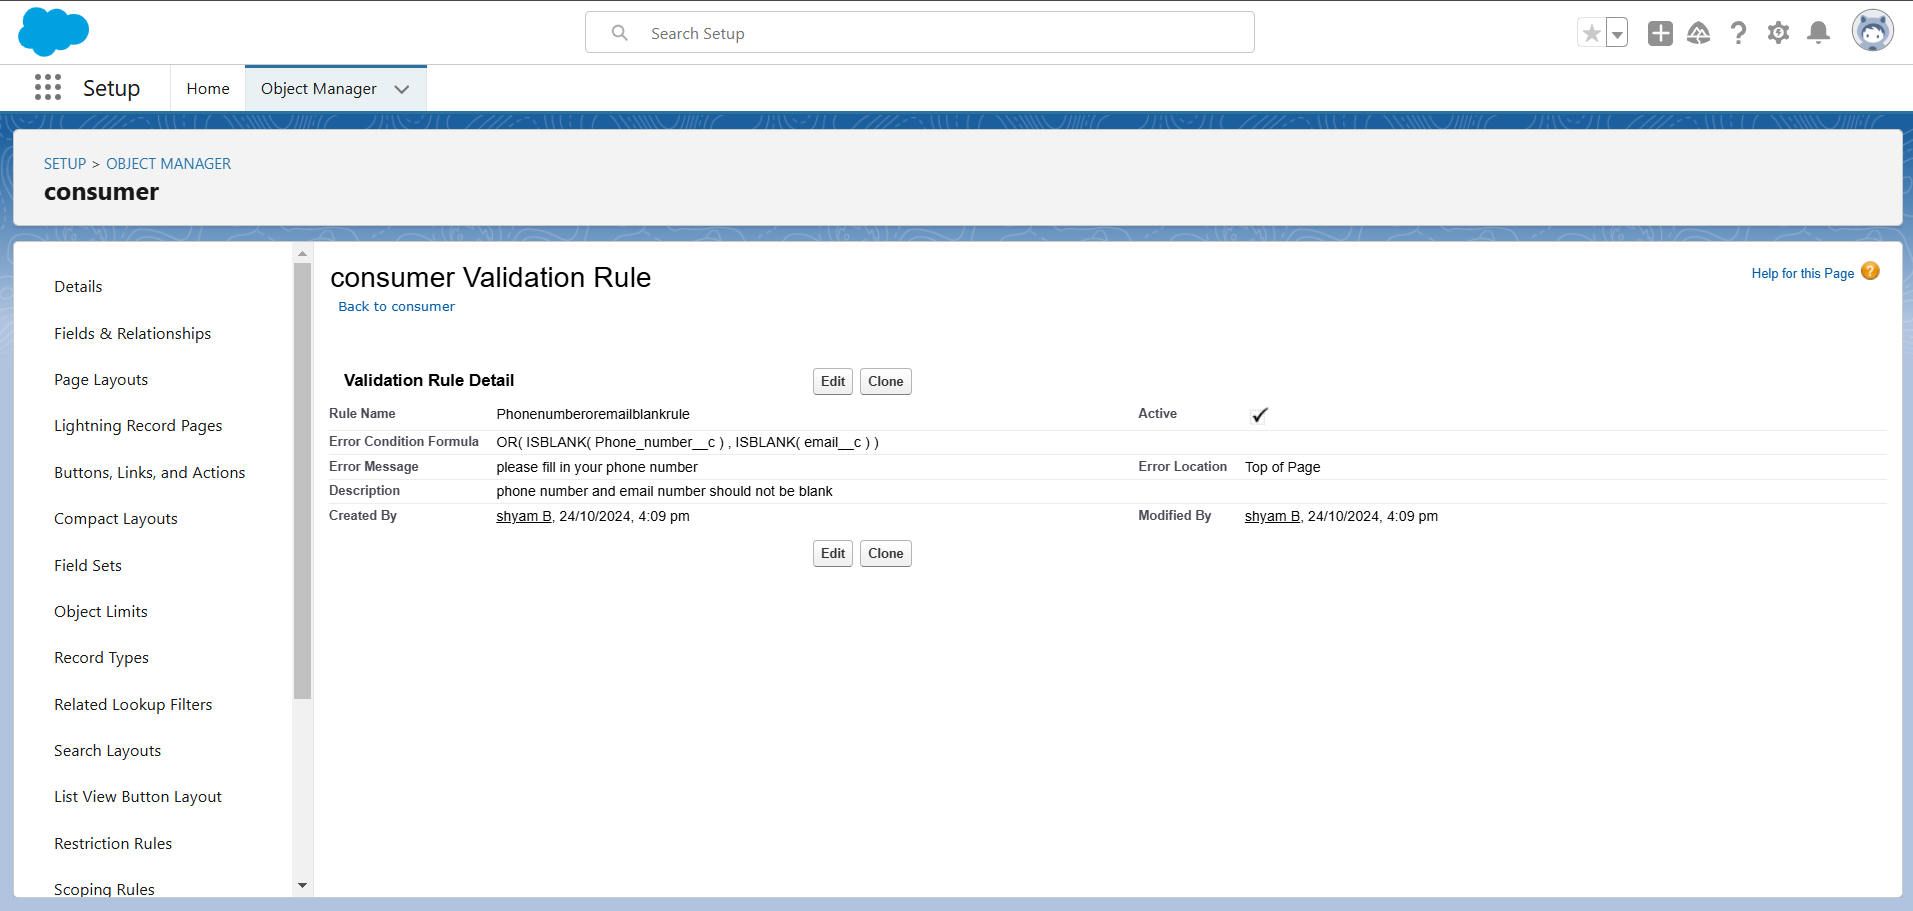 Search Setup
Setup
Home
Object Manager
SETUP > OBJECT MANAGER
consumer
Details
Fields & Relationships
Page Layouts
Lightning Record Pages
Buttons, Links, and Actions
Compact Layouts
Field Sets
Object Limits
Record Types
Related Lookup Filters
Search Layouts
List View Button Layout
Restriction Rules
Scoping Rules
consumer Validation Rule
Help for this Page ?
Back to consumer
Validation Rule Detail
Edit
Clone
Rule Name Phonenumberoremailblankrule Active
Error Condition Formula OR( ISBLANK( Phone_number__c ) , ISBLANK( email__c ) )
Error Message please fill in your phone number Error Location Top of Page
Description phone number and email number should not be blank
Created By shyam B, 24/10/2024, 4:09 pm Modified By shyam B, 24/10/2024, 4:09 pm
Edit
Clone